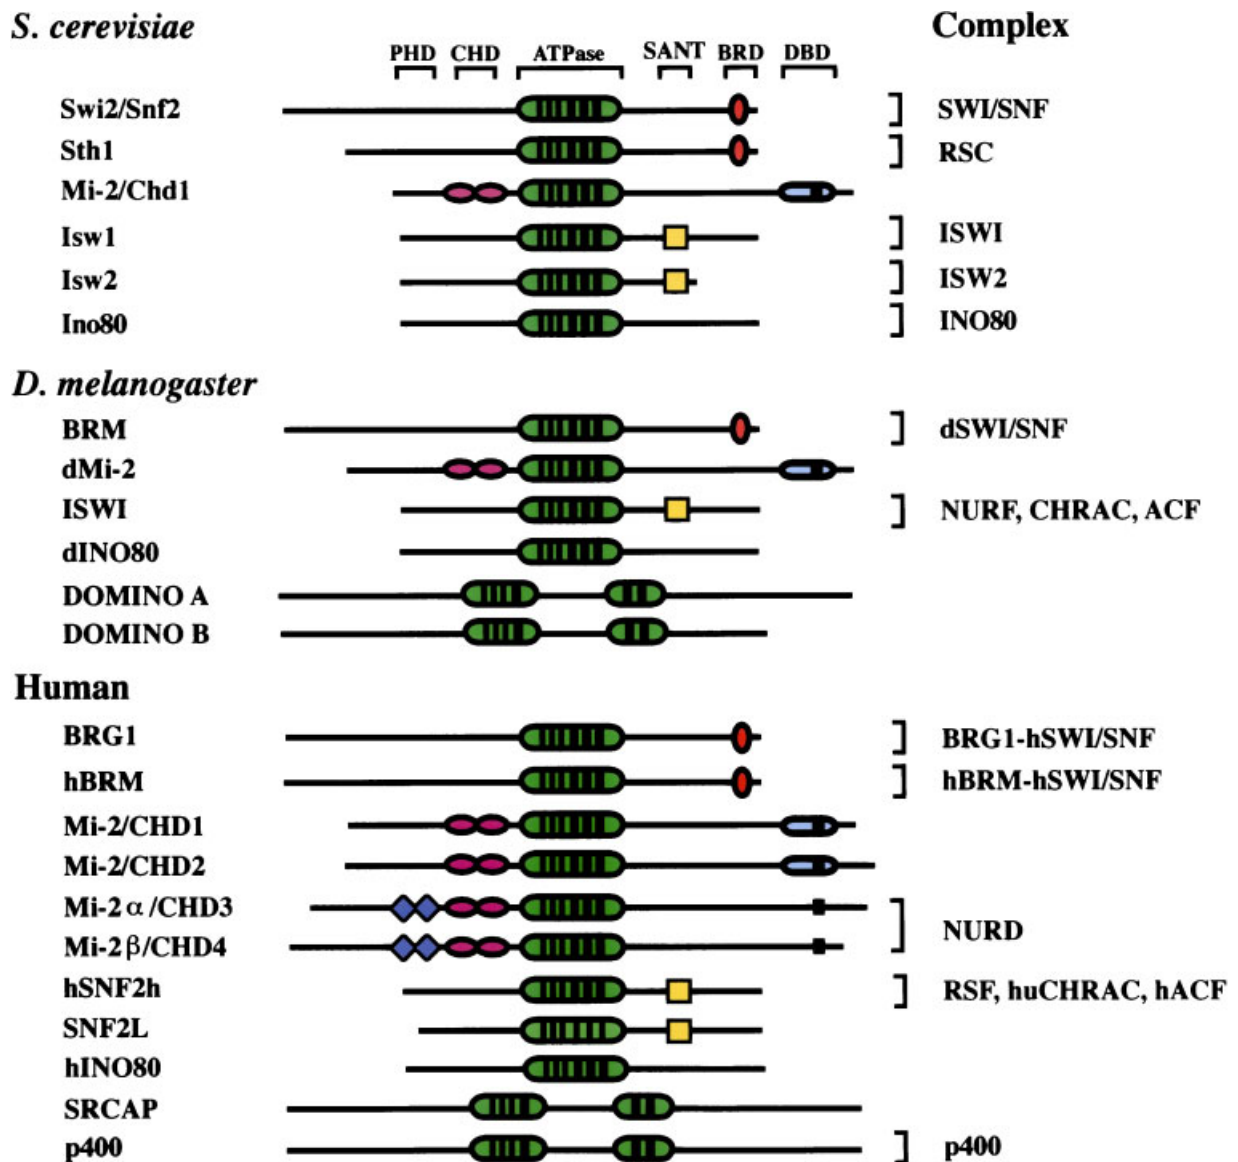 S. cerevisiae Complex
PHD CHD ATPase SANT BRD DBD
Swi2/Snf2 SWI/SNF
Sth1 RSC
Mi-2/Chd1
Isw1 ISWI
Isw2 ISW2
Ino80 INO80
D. melanogaster
BRM dSWI/SNF
dMi-2
ISWI NURF, CHRAC, ACF
dINO80
DOMINO A
DOMINO B
Human
BRG1 BRG1-hSWI/SNF
hBRM hBRM-hSWI/SNF
Mi-2/CHD1
Mi-2/CHD2
Mi-2α/CHD3
NURD
Mi-2β/CHD4
hSNF2h RSF, huCHRAC, hACF
SNF2L
hINO80
SRCAP
p400 p400